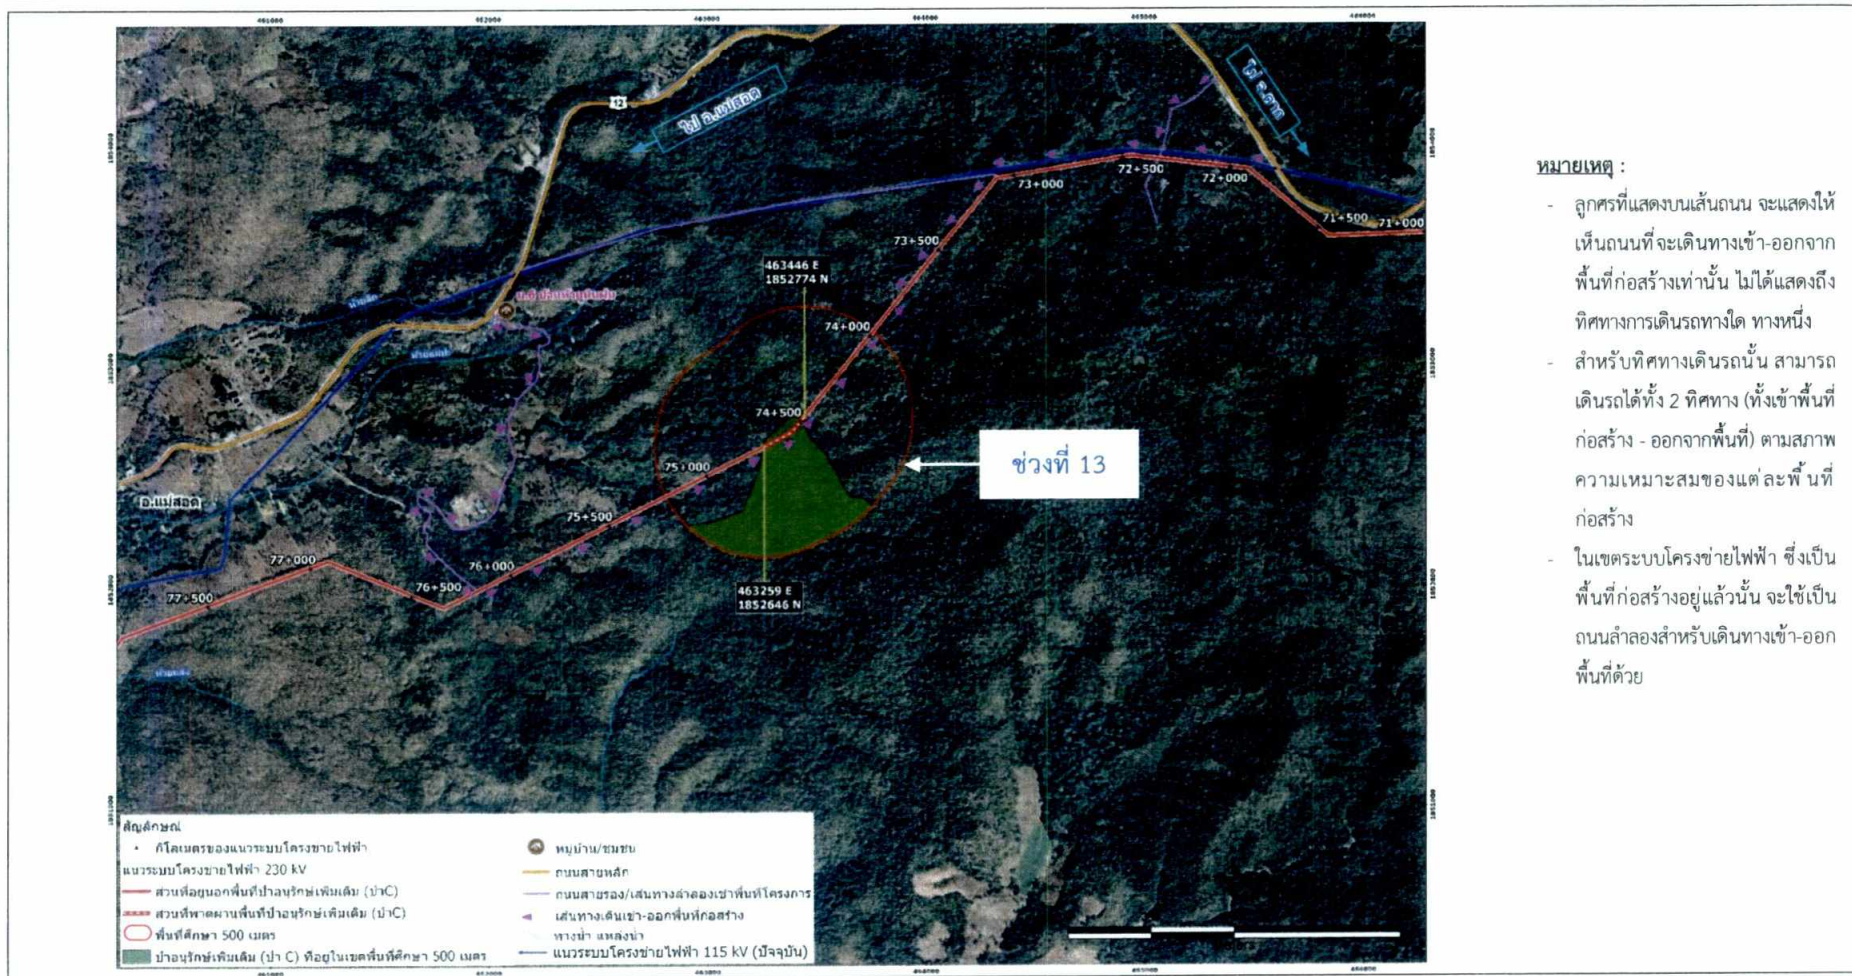 461000 462000 463000 464000 465000 466000
12
ไป อ.แม่สอด
ไป จ.ตาก
73+000
72+500
72+000
71+500
71+000
73+500
463446 E
1852774 N
74+000
74+500
75+000
75+500
76+000
76+500
77+000
77+500
อ.แม่สอด
ช่วงที่ 13
463259 E
1852646 N
หมายเหตุ :
- ลูกศรที่แสดงบนเส้นถนน จะแสดงให้
เห็นถนนที่จะเดินทางเข้า-ออกจาก
พื้นที่ก่อสร้างเท่านั้น ไม่ได้แสดงถึง
ทิศทางการเดินรถทางใด ทางหนึ่ง
- สำหรับทิศทางเดินรถนั้น สามารถ
เดินรถได้ทั้ง 2 ทิศทาง (ทั้งเข้าพื้นที่
ก่อสร้าง - ออกจากพื้นที่) ตามสภาพ
ความเหมาะสมของแต่ละพื้นที่
ก่อสร้าง
- ในเขตระบบโครงข่ายไฟฟ้า ซึ่งเป็น
พื้นที่ก่อสร้างอยู่แล้วนั้น จะใช้เป็น
ถนนลำลองสำหรับเดินทางเข้า-ออก
พื้นที่ด้วย
สัญลักษณ์
กิโลเมตรของแนวระบบโครงข่ายไฟฟ้า
แนวระบบโครงข่ายไฟฟ้า 230 kV
ส่วนที่อยู่นอกพื้นที่ป่าอนุรักษ์เพิ่มเติม (ป่าC)
ส่วนที่พาดผ่านพื้นที่ป่าอนุรักษ์เพิ่มเติม (ป่าC)
พื้นที่ศึกษา 500 เมตร
ป่าอนุรักษ์เพิ่มเติม (ป่า C) ที่อยู่ในเขตพื้นที่ศึกษา 500 เมตร
หมู่บ้าน/ชุมชน
ถนนสายหลัก
ถนนสายรอง/เส้นทางลำลองเข้าพื้นที่โครงการ
เส้นทางเดินเข้า-ออกพื้นที่ก่อสร้าง
ทางน้ำ แหล่งน้ำ
แนวระบบโครงข่ายไฟฟ้า 115 kV (ปัจจุบัน)